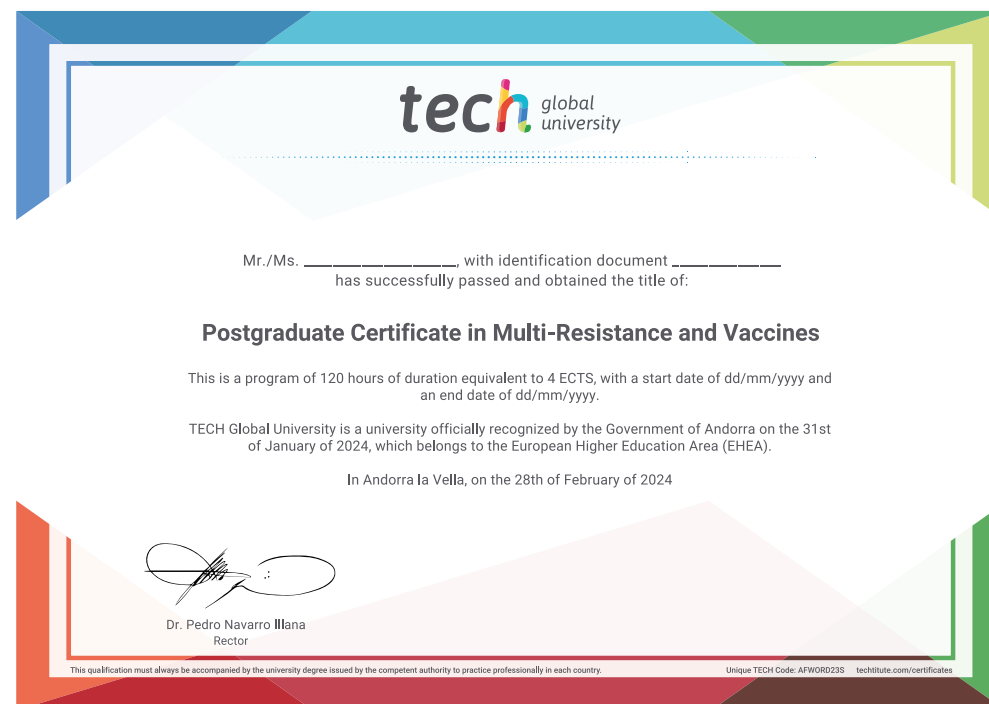 tech global university
Mr./Ms. ____________________, with identification document ______________
has successfully passed and obtained the title of:
Postgraduate Certificate in Multi-Resistance and Vaccines
This is a program of 120 hours of duration equivalent to 4 ECTS, with a start date of dd/mm/yyyy and
an end date of dd/mm/yyyy.
TECH Global University is a university officially recognized by the Government of Andorra on the 31st
of January of 2024, which belongs to the European Higher Education Area (EHEA).
In Andorra la Vella, on the 28th of February of 2024
Dr. Pedro Navarro Illana
Rector
This qualification must always be accompanied by the university degree issued by the competent authority to practice professionally in each country.
Unique TECH Code: AFWORD23S techtitute.com/certificates